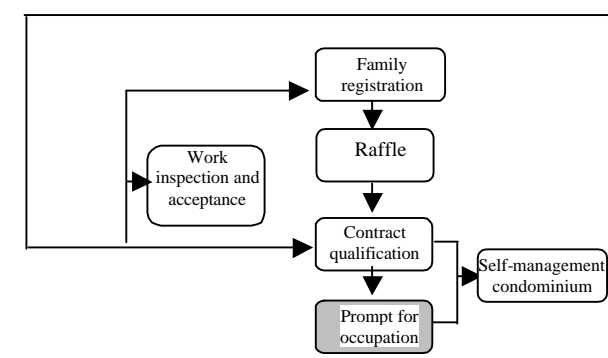 Family
registration
Raffle
Work
inspection and
acceptance
Contract
qualification
Self-management
condominium
Prompt for
occupation